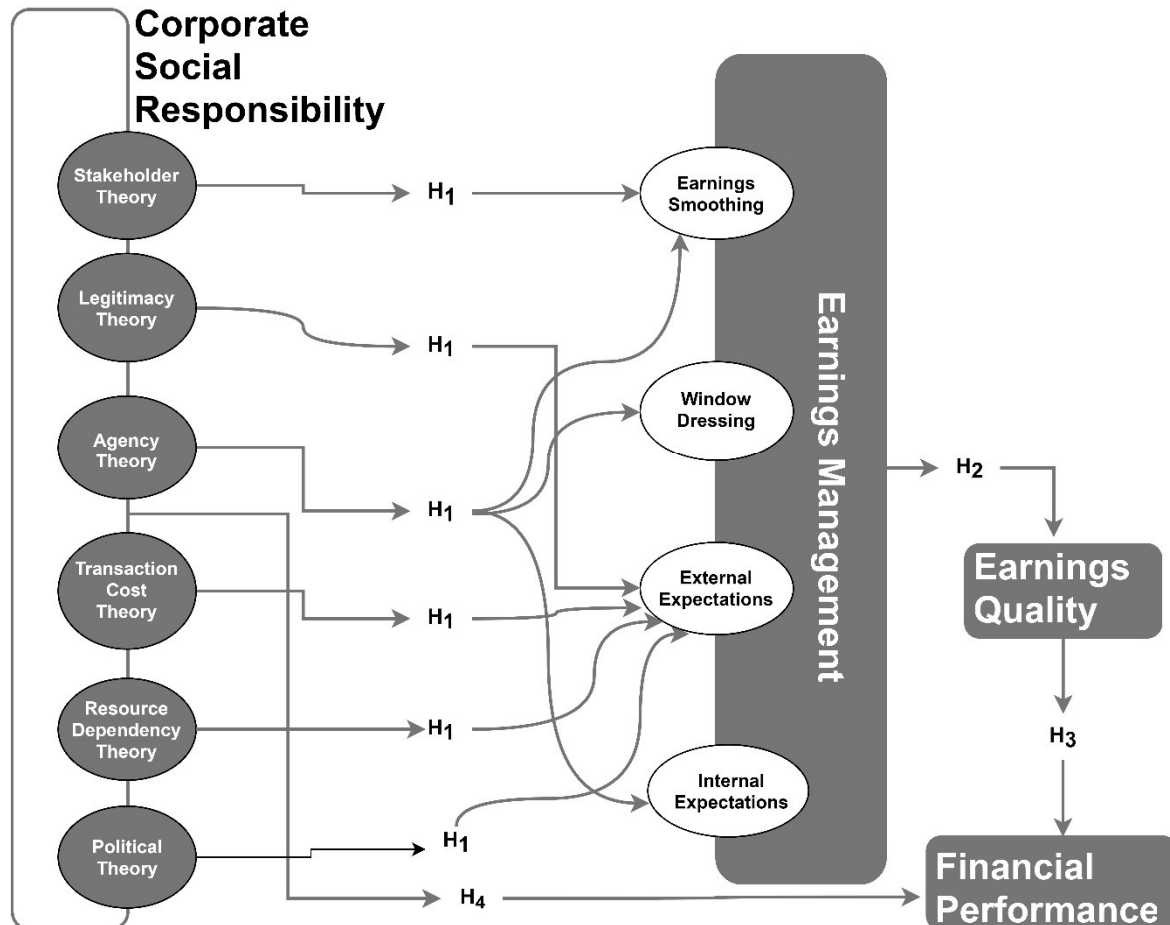 Corporate
Social
Responsibility
Stakeholder
Theory
H1
Earnings
Smoothing
Legitimacy
Theory
H1
Agency
Theory
H1
Window
Dressing
Transaction
Cost
Theory
H1
External
Expectations
Resource
Dependency
Theory
H1
Internal
Expectations
Political
Theory
H1
H4
Earnings Management
H2
Earnings
Quality
H3
Financial
Performance